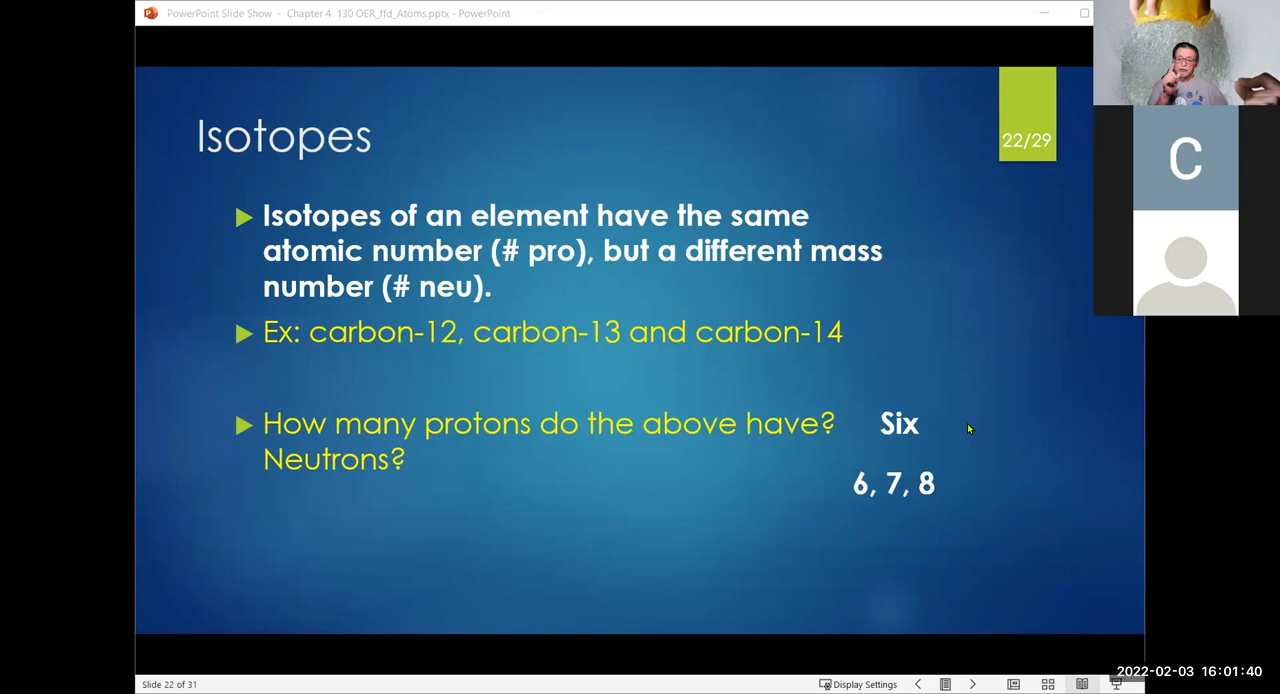 PowerPoint Slide Show - Chapter 4 130 OER_ffd_Atoms.pptx - PowerPoint
Isotopes
22/29
Isotopes of an element have the same
atomic number (# pro), but a different mass
number (# neu).
Ex: carbon-12, carbon-13 and carbon-14
How many protons do the above have? Six
Neutrons?
6, 7, 8
C
Slide 22 of 31
Display Settings
2022-02-03 16:01:40